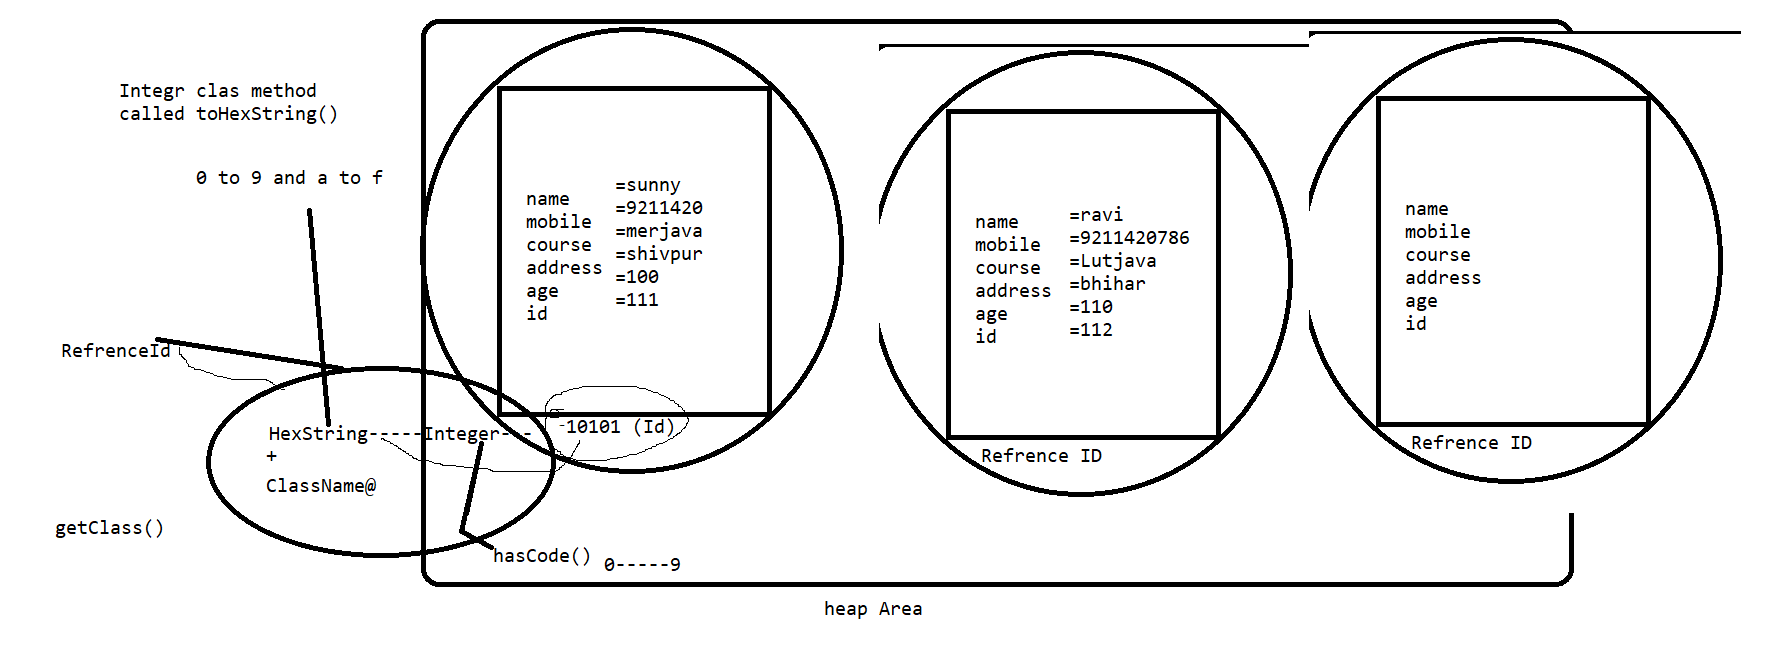 Integr clas method
called toHexString()
0 to 9 and a to f
RefrenceId
HexString-----Integer---
+
ClassName@
getClass()
hasCode()
0-----9
name
mobile
course
address
age
id
=sunny
=9211420
=merjava
=shivpur
=100
=111
-10101 (Id)
name
mobile
course
address
age
id
=ravi
=9211420786
=Lutjava
=bhihar
=110
=112
Refrence ID
name
mobile
course
address
age
id
Refrence ID
heap Area